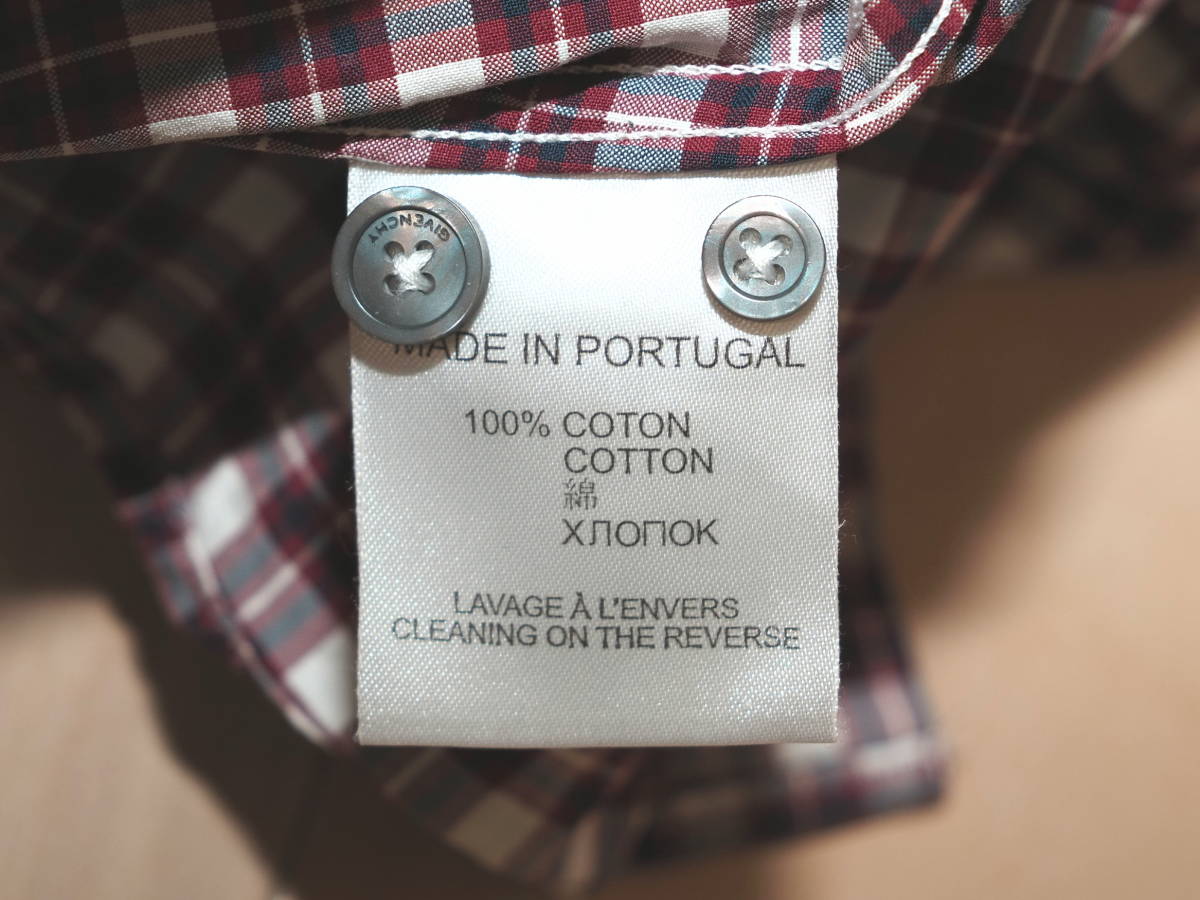 GIVENCHY
MADE IN PORTUGAL
100% COTON
COTTON
綿
ХЛОПОК
LAVAGE À L'ENVERS
CLEANING ON THE REVERSE